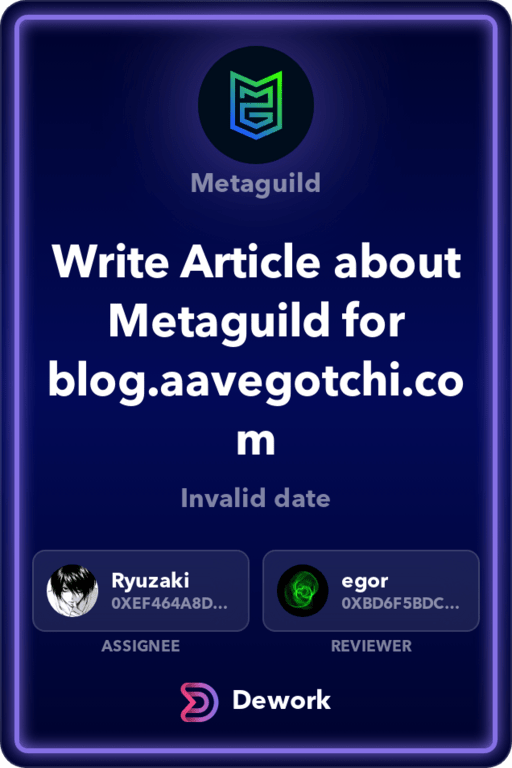 Metaguild
Write Article about
Metaguild for
blog.aavegotchi.co
m
Invalid date
Ryuzaki
0XEF464A8D...
egor
0XBD6F5BDC...
ASSIGNEE
REVIEWER
Dework